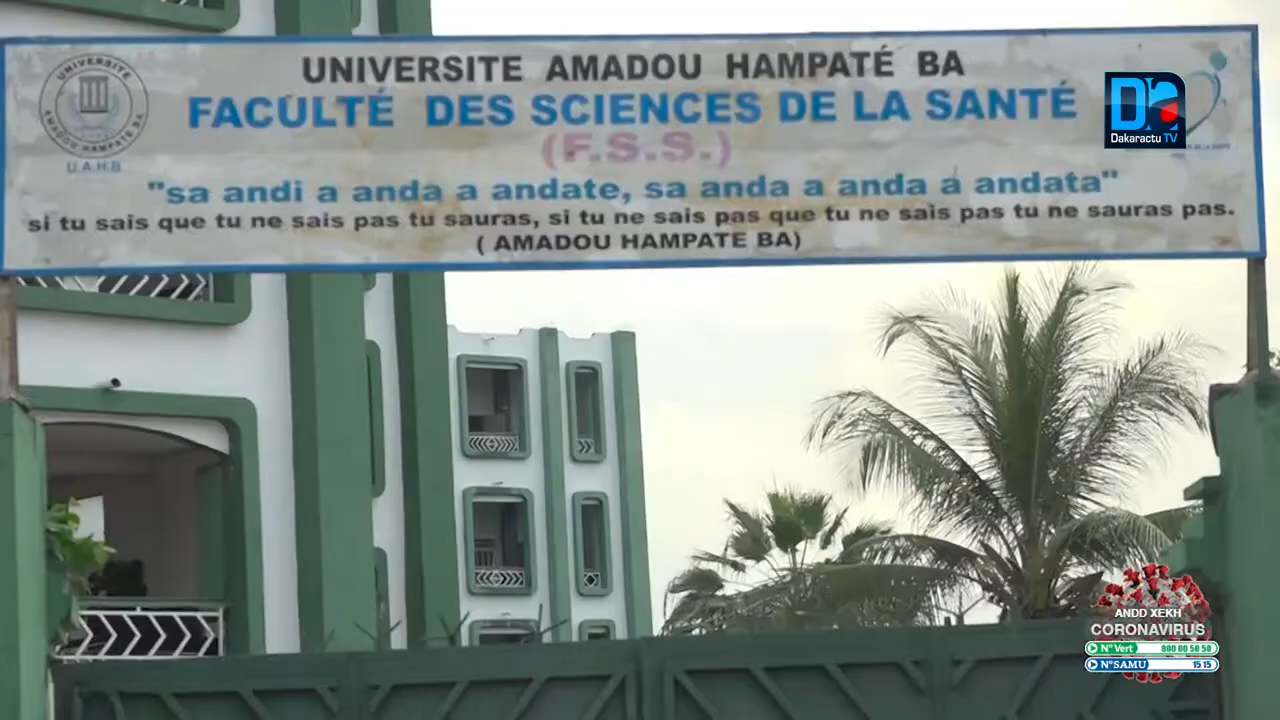 UNIVERSITE AMADOU HAMPATÉ BA
FACULTÉ DES SCIENCES DE LA SANTÉ
(F.S.S.)
"sa andi a anda a andate, sa anda a anda a andata"
si tu sais que tu ne sais pas tu sauras, si tu ne sais pas que tu ne sais pas tu ne sauras pas.
( AMADOU HAMPATE BA)
UNIVERSITE
AMADOU HAMPATE BA
U.A.H.B
D
Dakaractu TV
DE LA SANTE
ANDD XEKH
CORONAVIRUS
N°Vert 800 00 50 50
N°SAMU 15 15